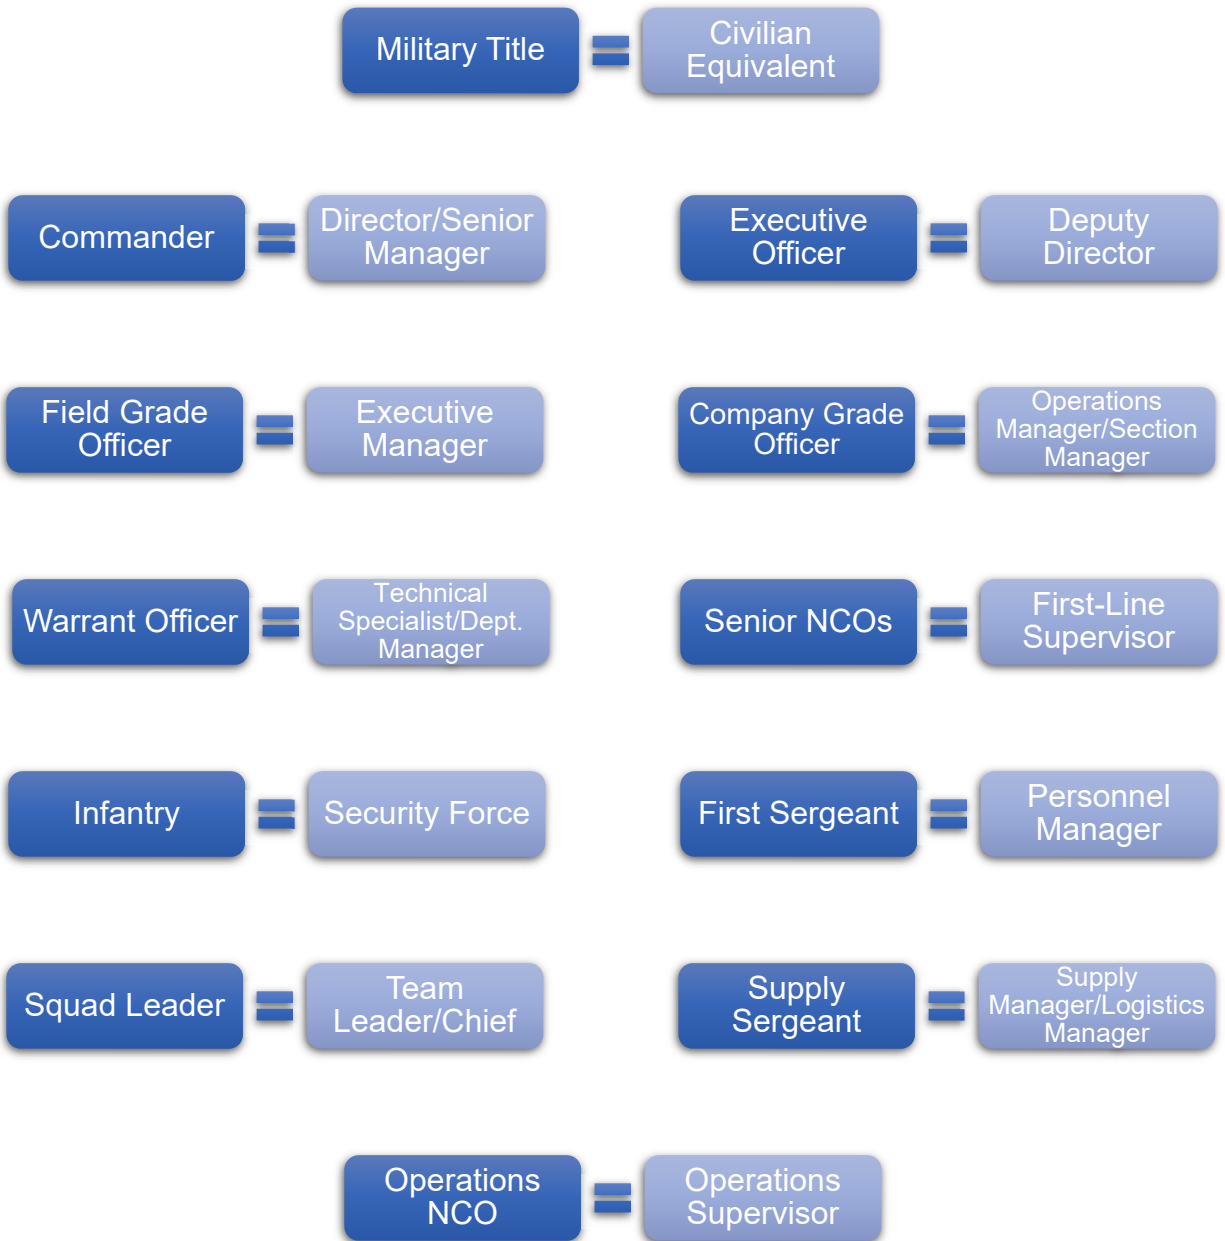 Military Title
Civilian
Equivalent
Commander
Director/Senior
Manager
Executive
Officer
Deputy
Director
Field Grade
Officer
Executive
Manager
Company Grade
Officer
Operations
Manager/Section
Manager
Warrant Officer
Technical
Specialist/Dept.
Manager
Senior NCOs
First-Line
Supervisor
Infantry
Security Force
First Sergeant
Personnel
Manager
Squad Leader
Team
Leader/Chief
Supply
Sergeant
Supply
Manager/Logistics
Manager
Operations
NCO
Operations
Supervisor